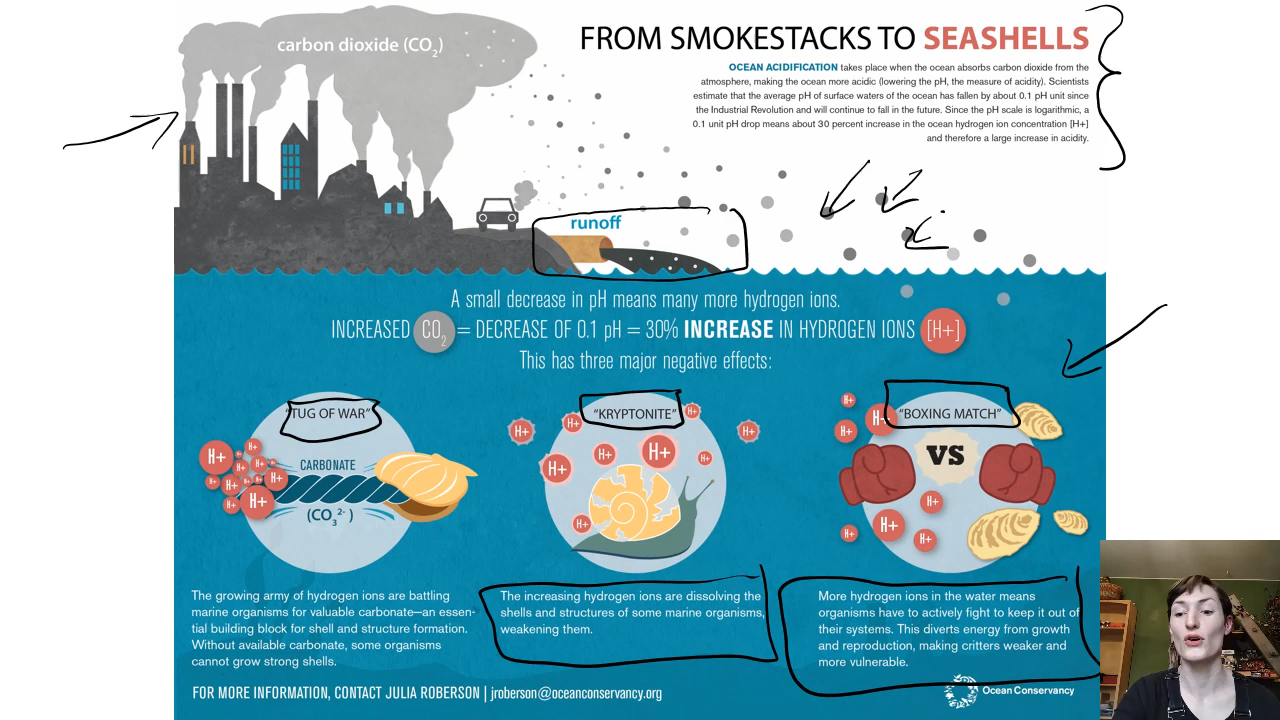 carbon dioxide (CO2)
FROM SMOKESTACKS TO SEASHELLS
OCEAN ACIDIFICATION takes place when the ocean absorbs carbon dioxide from the
atmosphere, making the ocean more acidic (lowering the pH, the measure of acidity). Scientists
estimate that the average pH of surface waters of the ocean has fallen by about 0.1 pH unit since
the Industrial Revolution and will continue to fall in the future. Since the pH scale is logarithmic, a
0.1 unit pH drop means about 30 percent increase in the ocean hydrogen ion concentration [H+]
and therefore a large increase in acidity.
runoff
A small decrease in pH means many more hydrogen ions.
INCREASED CO2 = DECREASE OF 0.1 pH = 30% INCREASE IN HYDROGEN IONS [H+]
This has three major negative effects:
"TUG OF WAR"
H+ H+ H+ H+ H+ H+ H+ H+ H+
CARBONATE
(CO3 2-)
The growing army of hydrogen ions are battling
marine organisms for valuable carbonate—an essen-
tial building block for shell and structure formation.
Without available carbonate, some organisms
cannot grow strong shells.
"KRYPTONITE"
H+ H+ H+ H+ H+ H+ H+ H+ H+
The increasing hydrogen ions are dissolving the
shells and structures of some marine organisms,
weakening them.
"BOXING MATCH"
H+ H+ H+ H+ H+ H+ H+
VS
More hydrogen ions in the water means
organisms have to actively fight to keep it out of
their systems. This diverts energy from growth
and reproduction, making critters weaker and
more vulnerable.
FOR MORE INFORMATION, CONTACT JULIA ROBERSON | jroberson@oceanconservancy.org
Ocean Conservancy